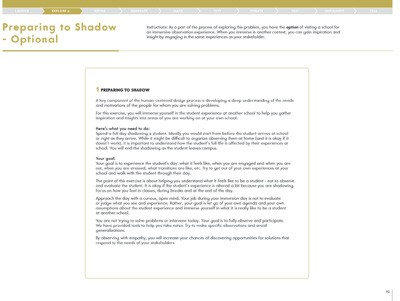 EXPLORE &
Preparing to Shadow
- Optional
Instructions: As a part of the process of exploring the problem, you have the option of visiting a school for
an immersive observation experience. When you immerse in another context, you can gain inspiration and
insight by engaging in the same experiences as your stakeholder.
1 PREPARING TO SHADOW
A key component of the human-centered design process is developing a deep understanding of the needs
and motivations of the people for whom you are solving problems.
For this exercise, you will immerse yourself in the student experience at another school to help you gather
inspiration and insights into areas of you are working on at your own school.
Here's what you need to do:
Spend a full day shadowing a student. Ideally you would start from before the student arrives at school
or right as they arrive. While it might be difficult to organize observing them at home (and it is okay if it
doesn't work), it is important to understand how the student's full life is affected by their experiences at
school. You will end the shadowing as the student leaves campus.
Your goal:
Your goal is to experience the student's day: what it feels like, when you are engaged and when you are
not, when you are stressed, what transitions are like, etc. Try to get out of your own experiences at your
school and walk with the student through that day.
The point of this exercise is about helping you understand what it feels like to be a student - not to observe
and evaluate the student. It is okay if the student's experience is altered a bit because you are shadowing.
Focus on how you feel in classes, during breaks and at the end of the day.
Approach the day with a curious, open mind. Your job during your immersion day is not to evaluate
or judge what you see and experience. Rather, your goal is to let go of your own agenda and your own
assumptions about the student experience and immerse yourself in what it is really like to be a student
at another school.
You are not trying to solve problems or intervene today. Your goal is to fully observe and participate.
We have provided tools to help you take notes. Try to make specific observations and avoid
generalizations.
By observing with empathy, you will increase your chances of discovering opportunities for solutions that
respond to the needs of your stakeholders.